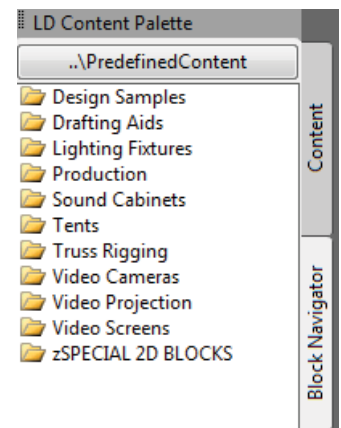 LD Content Palette
..\PredefinedContent
Design Samples
Drafting Aids
Lighting Fixtures
Production
Sound Cabinets
Tents
Truss Rigging
Video Cameras
Video Projection
Video Screens
zSPECIAL 2D BLOCKS
Content
Block Navigator